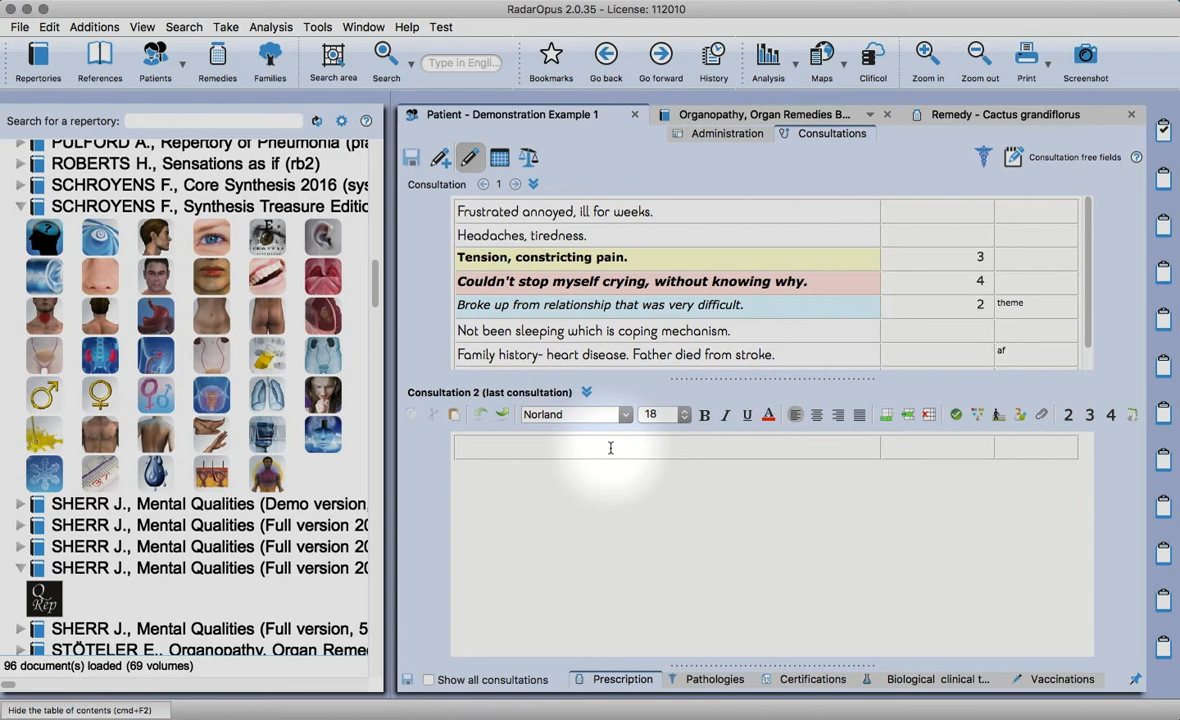 RadarOpus 2.0.35 - License: 112010
File Edit Additions View Search Take Analysis Tools Window Help Test
Repertories References Patients Remedies Families Search area Search Type in Engli... Bookmarks Go back Go forward History Analysis Maps Clificol Zoom in Zoom out Print Screenshot
Search for a repertory:
PULFORD A., Repertory of Pneumonia (pfa
ROBERTS H., Sensations as if (rb2)
SCHROYENS F., Core Synthesis 2016 (sys
SCHROYENS F., Synthesis Treasure Editio
Q
Rep
SHERR J., Mental Qualities (Demo version,
SHERR J., Mental Qualities (Full version 20
SHERR J., Mental Qualities (Full version 20
SHERR J., Mental Qualities (Full version 20
SHERR J., Mental Qualities (Full version, 5
STÖTELER E., Organopathy, Organ Reme
96 document(s) loaded (69 volumes)
Hide the table of contents (cmd+F2)
Patient - Demonstration Example 1 Organopathy, Organ Remedies B... Remedy - Cactus grandiflorus
Administration Consultations
Consultation free fields
Consultation 1
Frustrated annoyed, ill for weeks.
Headaches, tiredness.
Tension, constricting pain. 3
Couldn't stop myself crying, without knowing why. 4
Broke up from relationship that was very difficult. 2 theme
Not been sleeping which is coping mechanism.
Family history- heart disease. Father died from stroke. af
Consultation 2 (last consultation)
Norland 18 B I U A 2 3 4
Show all consultations Prescription Pathologies Certifications Biological clinical t... Vaccinations